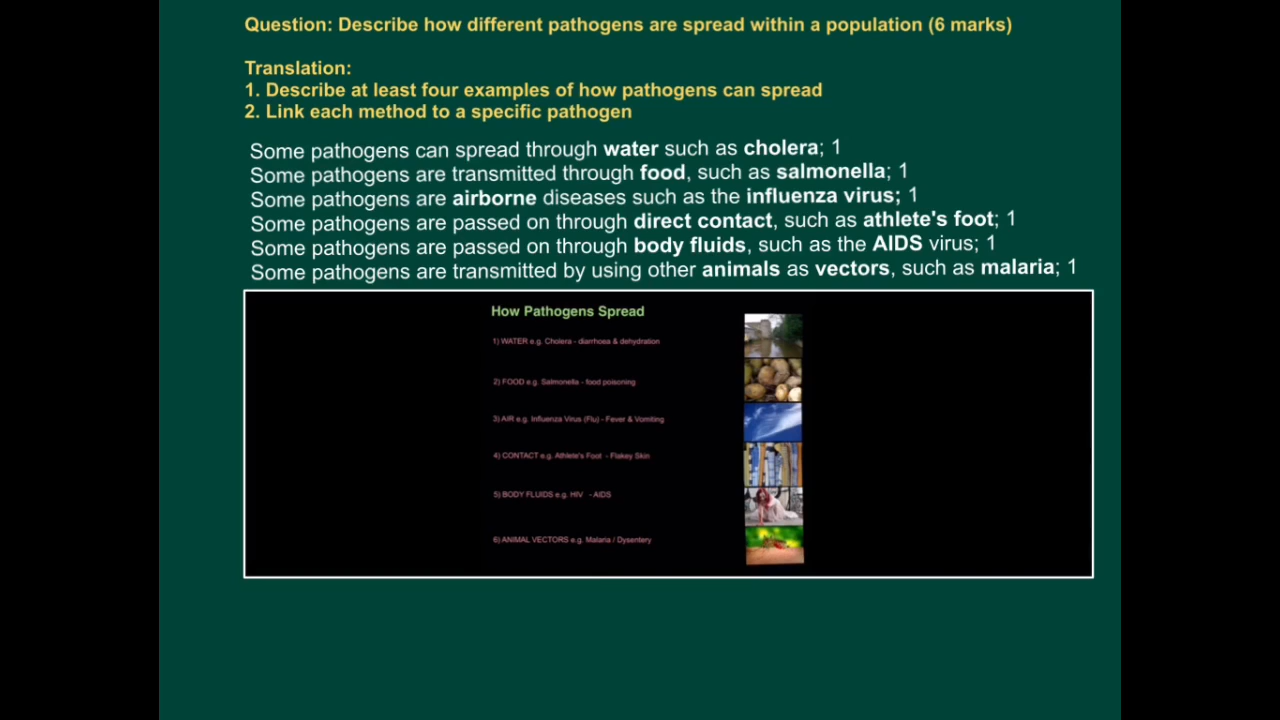 Question: Describe how different pathogens are spread within a population (6 marks)
Translation:
1. Describe at least four examples of how pathogens can spread
2. Link each method to a specific pathogen
Some pathogens can spread through water such as cholera; 1
Some pathogens are transmitted through food, such as salmonella; 1
Some pathogens are airborne diseases such as the influenza virus; 1
Some pathogens are passed on through direct contact, such as athlete's foot; 1
Some pathogens are passed on through body fluids, such as the AIDS virus; 1
Some pathogens are transmitted by using other animals as vectors, such as malaria; 1
How Pathogens Spread
1) WATER e.g. Cholera - diarrhoea & dehydration
2) FOOD e.g. Salmonella - food poisoning
3) AIR e.g. Influenza Virus (Flu) - Fever & Vomiting
4) CONTACT e.g. Athlete's Foot - Flakey Skin
5) BODY FLUIDS e.g. HIV - AIDS
6) ANIMAL VECTORS e.g. Malaria / Dysentery